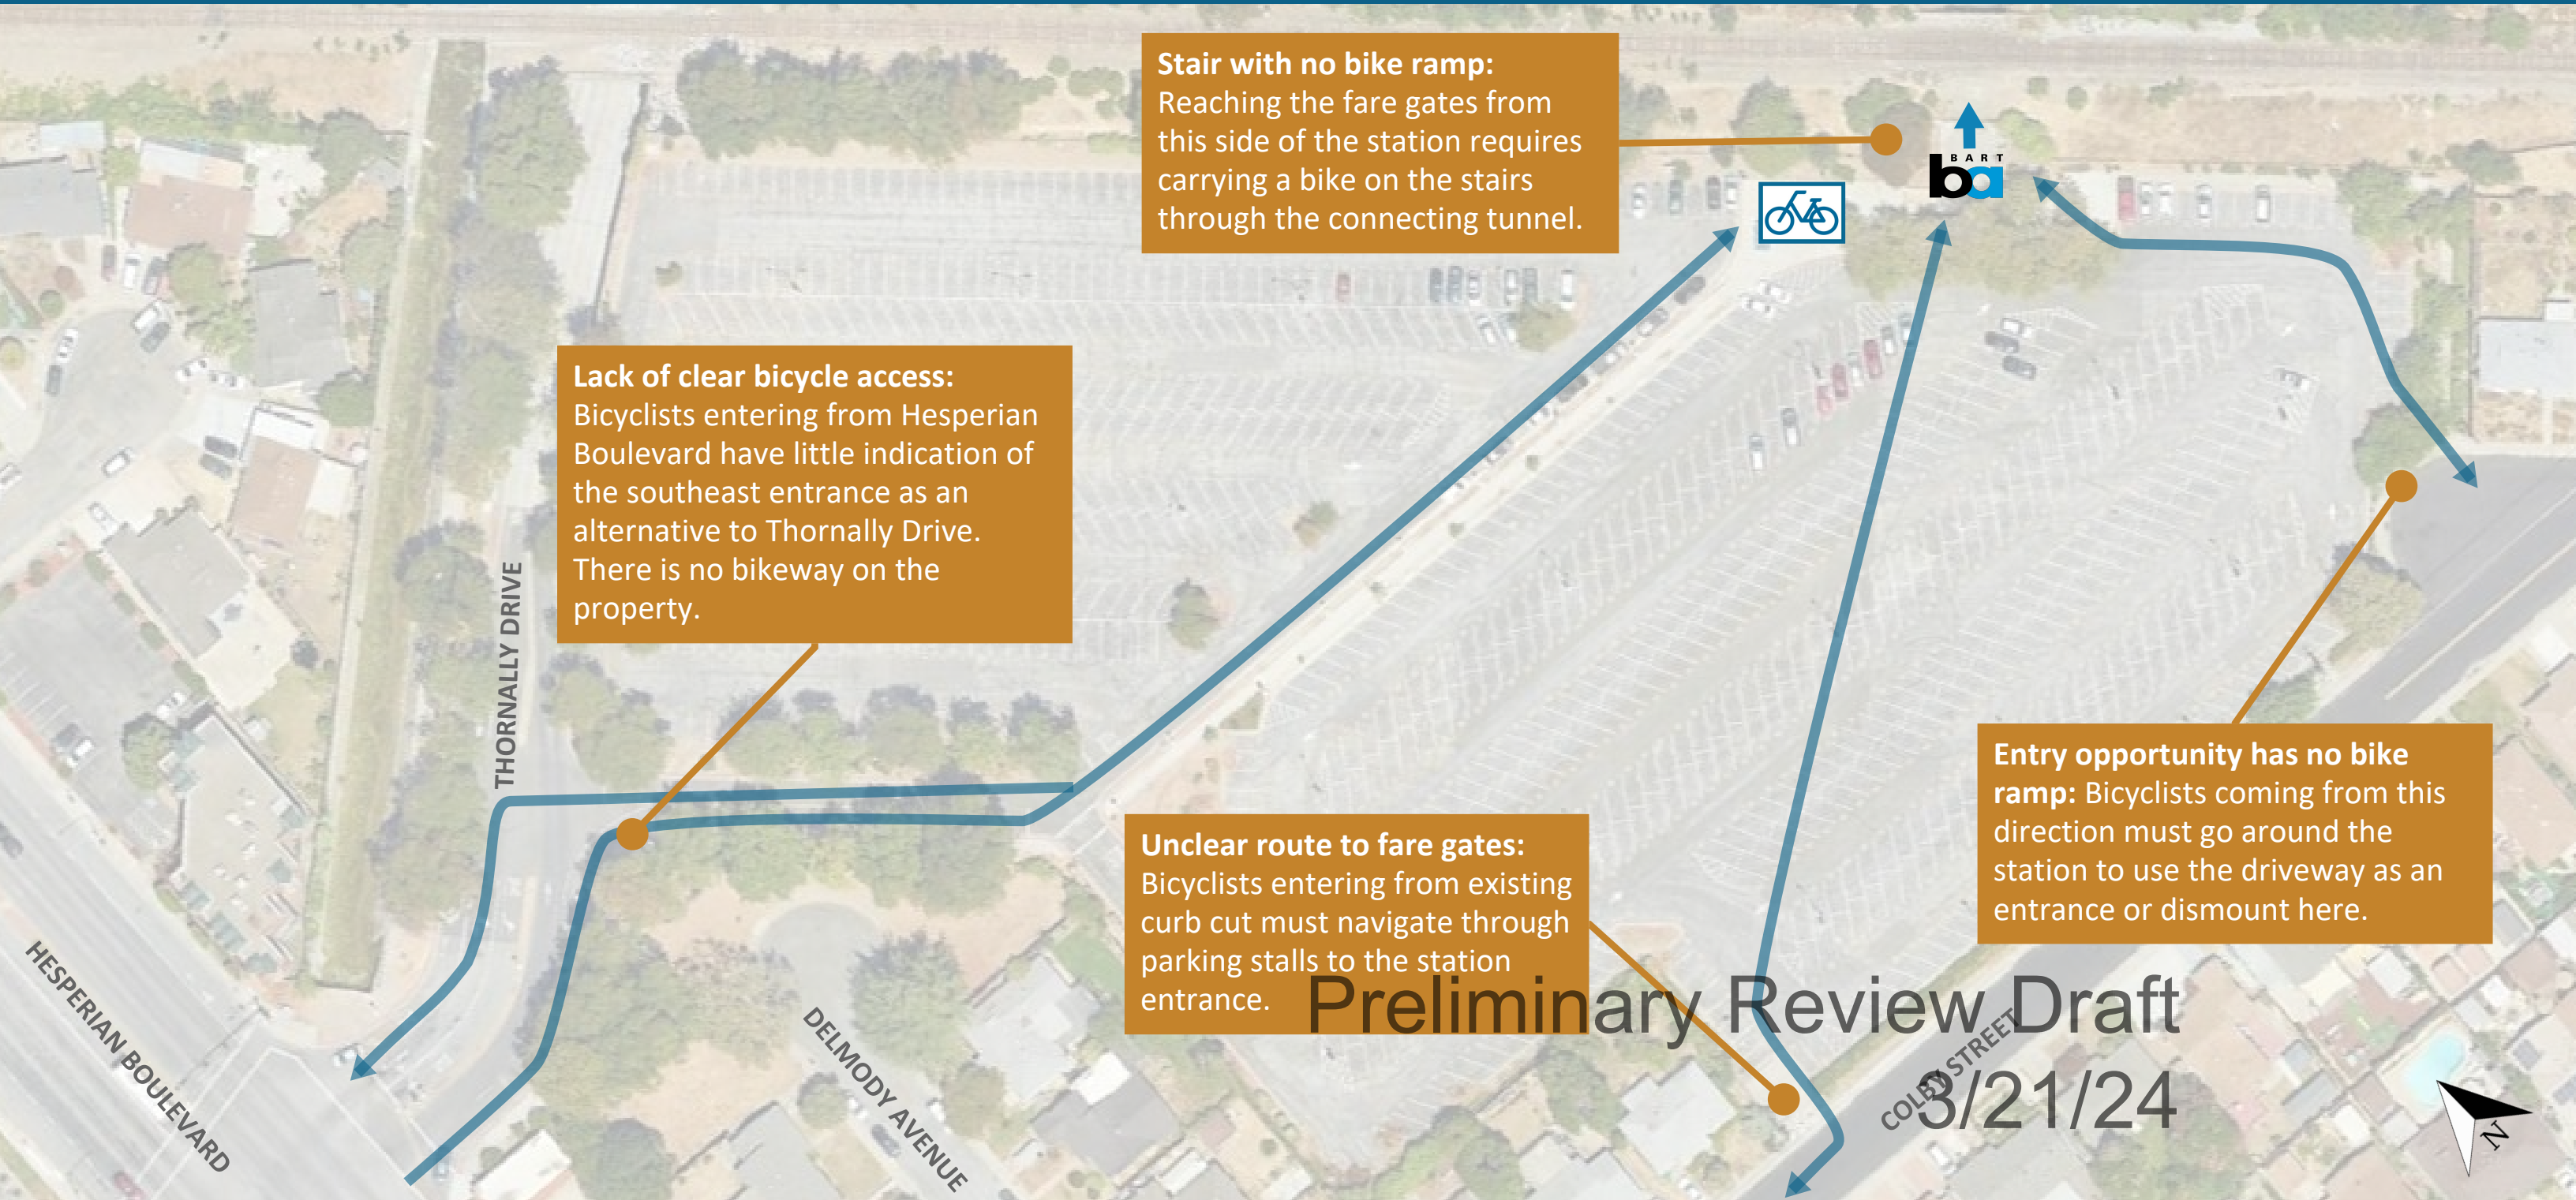 Stair with no bike ramp:
Reaching the fare gates from
this side of the station requires
carrying a bike on the stairs
through the connecting tunnel.
BART
ba
Lack of clear bicycle access:
Bicyclists entering from Hesperian
Boulevard have little indication of
the southeast entrance as an
alternative to Thornally Drive.
There is no bikeway on the
property.
THORNALLY DRIVE
Entry opportunity has no bike
ramp: Bicyclists coming from this
direction must go around the
station to use the driveway as an
entrance or dismount here.
Unclear route to fare gates:
Bicyclists entering from existing
curb cut must navigate through
parking stalls to the station
entrance.
HESPERIAN BOULEVARD
DELMODY AVENUE
COLBY STREET
Preliminary Review Draft
3/21/24
N